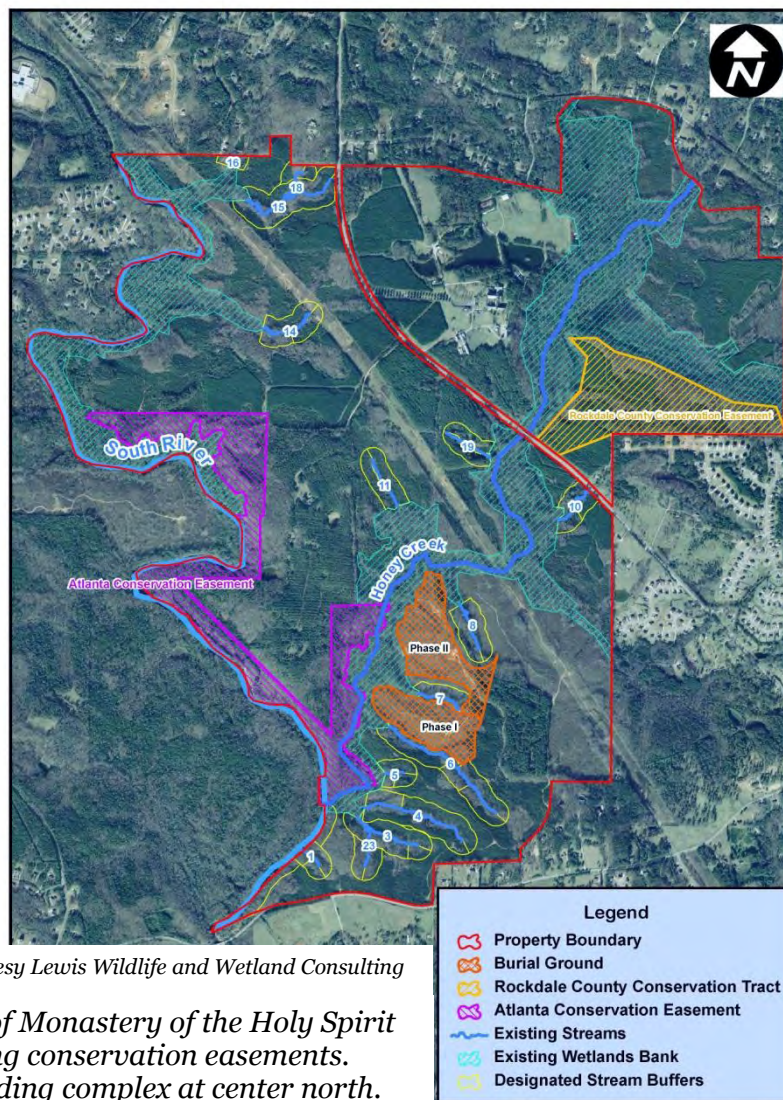 N
16
18
15
14
Rockdale County Conservation Easement
South River
19
11
10
Honey Creek
Atlanta Conservation Easement
8
Phase II
7
Phase I
6
5
4
3
23
1
Legend
Property Boundary
Burial Ground
Rockdale County Conservation Tract
Atlanta Conservation Easement
Existing Streams
Existing Wetlands Bank
Designated Stream Buffers
esy Lewis Wildlife and Wetland Consulting
of Monastery of the Holy Spirit
ng conservation easements.
ding complex at center north.